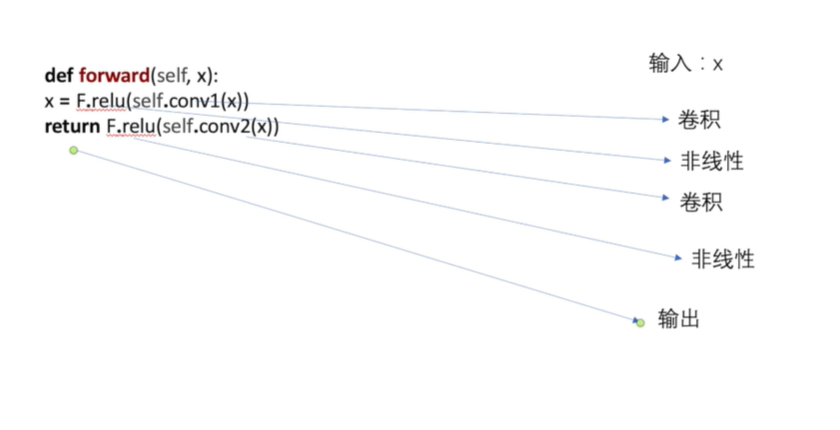 def forward(self, x):
x = F.relu(self.conv1(x))
return F.relu(self.conv2(x))
输入：x
卷积
非线性
卷积
非线性
输出